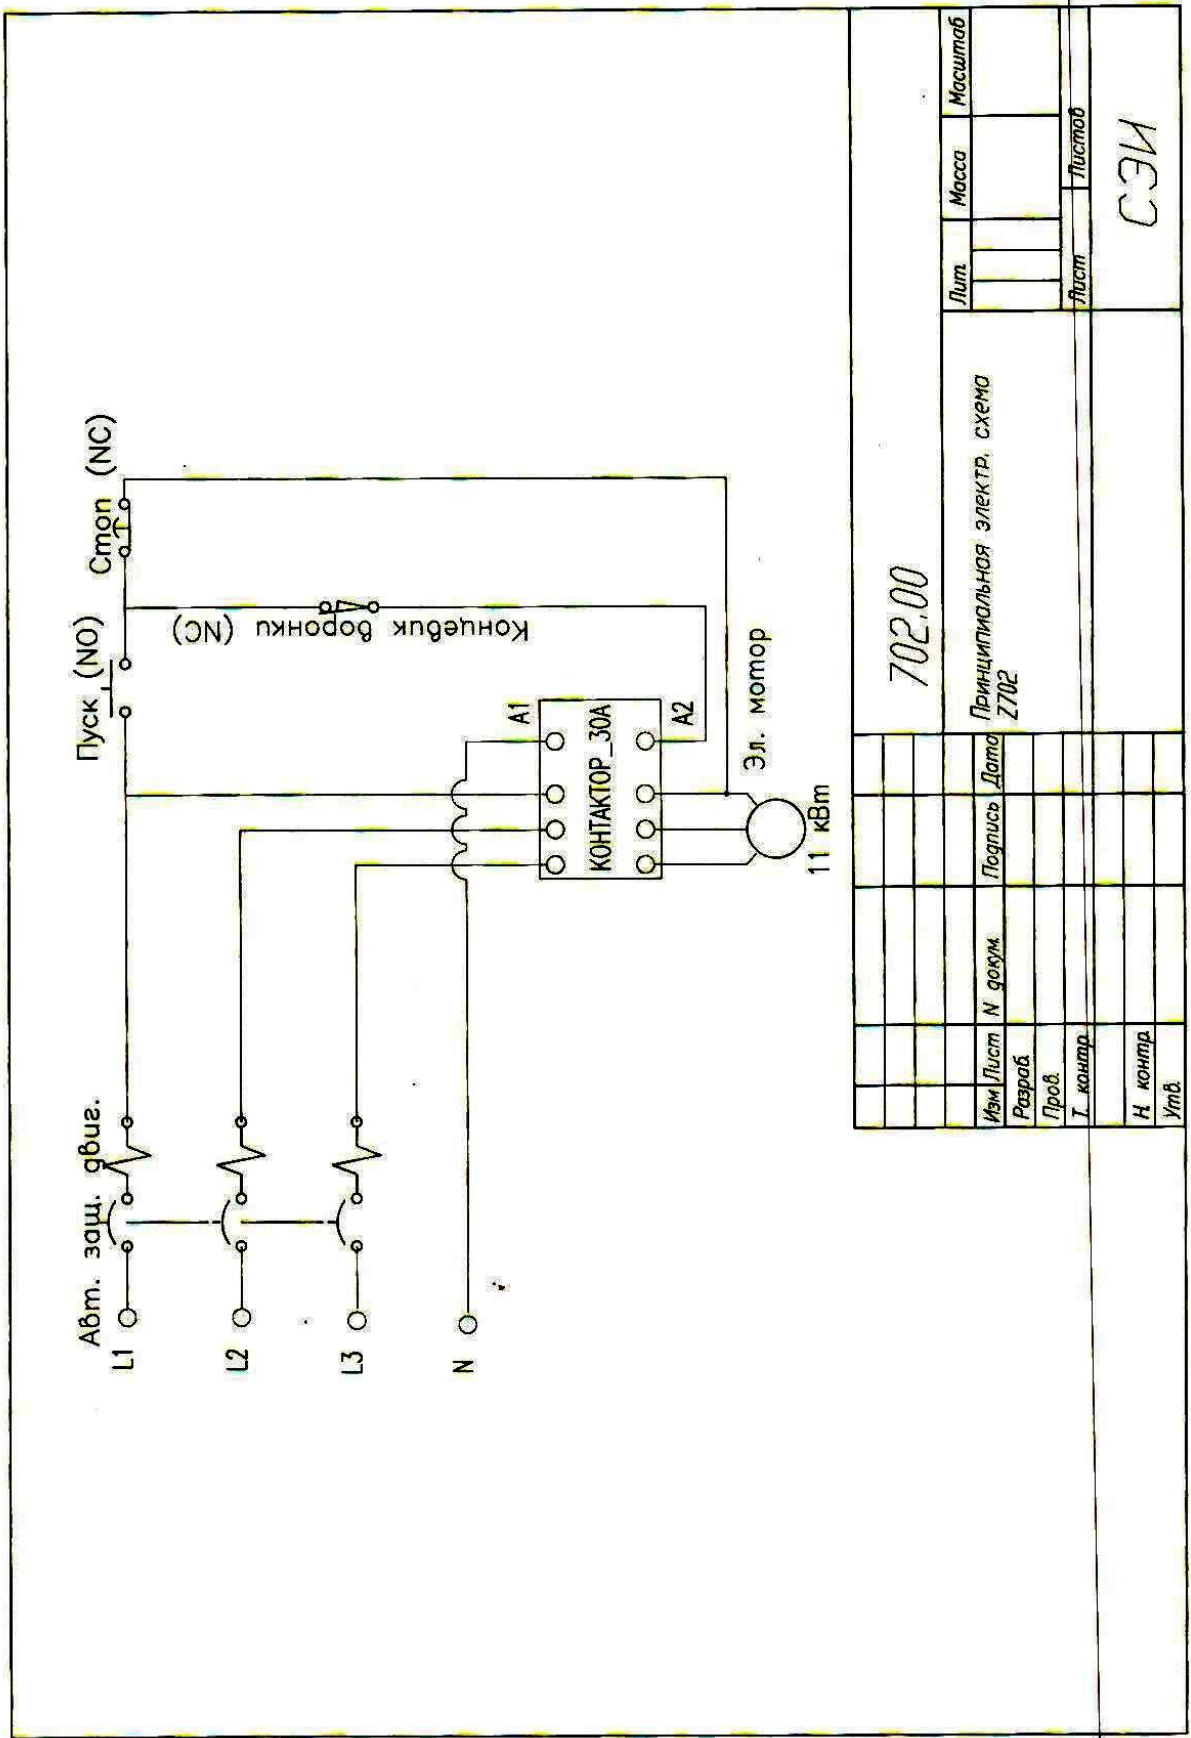 Авт. защ. двиг.
L1
L2
L3
N
Пуск (NO)
Стоп (NC)
Концевик воронки (NC)
A1
КОНТАКТОР_30А
A2
Эл. мотор
11 кВт
702.00
Изм Лист N докум. Подпись Дата
Разраб.
Пров.
Т. контр.
Н. контр.
Утв.
Принципиальная электр. схема
Z702
Лит. Масса Масштаб
Лист Листов
СЭИ